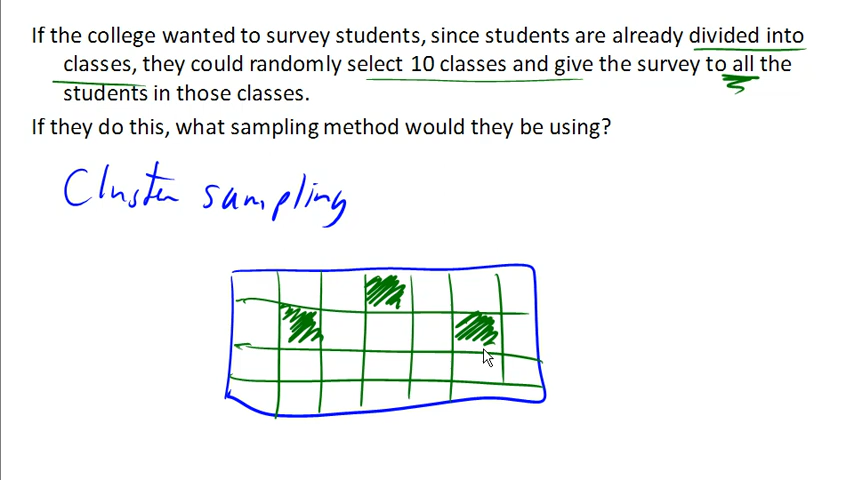 If the college wanted to survey students, since students are already divided into
classes, they could randomly select 10 classes and give the survey to all the
students in those classes.
If they do this, what sampling method would they be using?
Cluster sampling